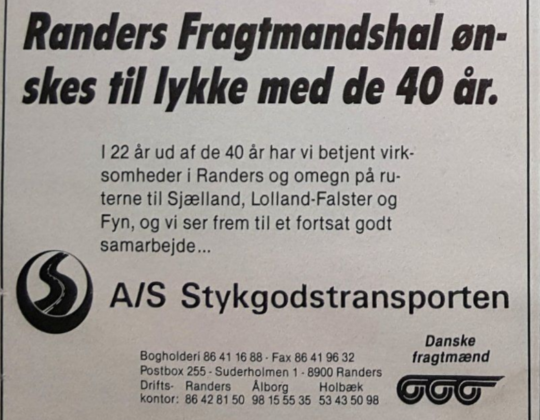 Randers Fragtmandshal øn-
skes til lykke med de 40 år.
I 22 år ud af de 40 år har vi betjent virk-
somheder i Randers og omegn på ru-
terne til Sjælland, Lolland-Falster og
Fyn, og vi ser frem til et fortsat godt
samarbejde...
A/S Stykgodstransporten
Bogholderi 86 41 16 88 - Fax 86 41 96 32
Postbox 255 - Suderholmen 1 - 8900 Randers
Drifts- Randers Ålborg Holbæk
kontor: 86 42 81 50 98 15 55 35 53 43 50 98
Danske
fragtmænd